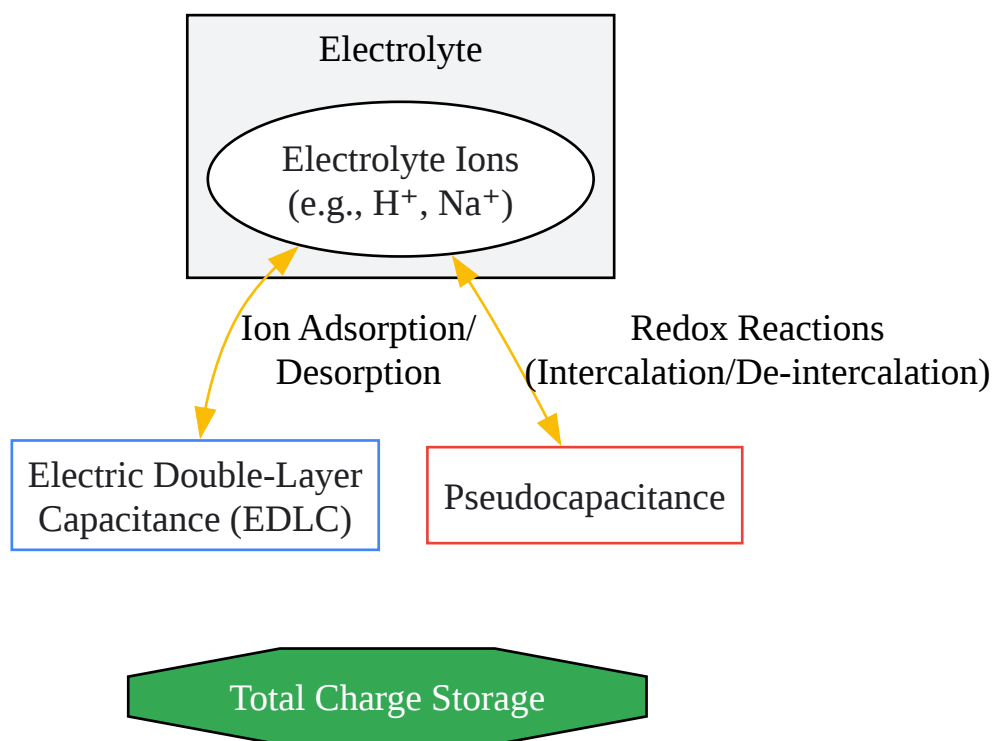 Electrolyte
Electrolyte Ions
(e.g., H⁺, Na⁺)
Ion Adsorption/
Desorption
Redox Reactions
(Intercalation/De-intercalation)
Electric Double-Layer
Capacitance (EDLC)
Pseudocapacitance
Total Charge Storage